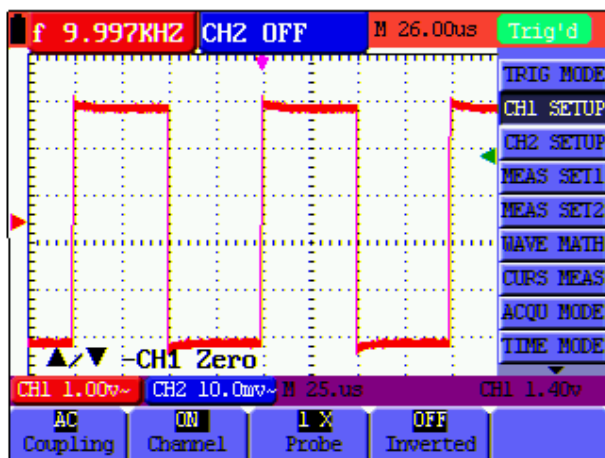 f 9.997KHZ CH2 OFF M 26.00us Trig'd
TRIG MODE
CH1 SETUP
CH2 SETUP
MEAS SET1
MEAS SET2
WAVE MATH
CURS MEAS
ACQU MODE
TIME MODE
▲/▼ -CH1 Zero
CH1 1.00v~ CH2 10.0mv~ M 25.us CH1 1.40v
AC ON 1 X OFF
Coupling Channel Probe Inverted